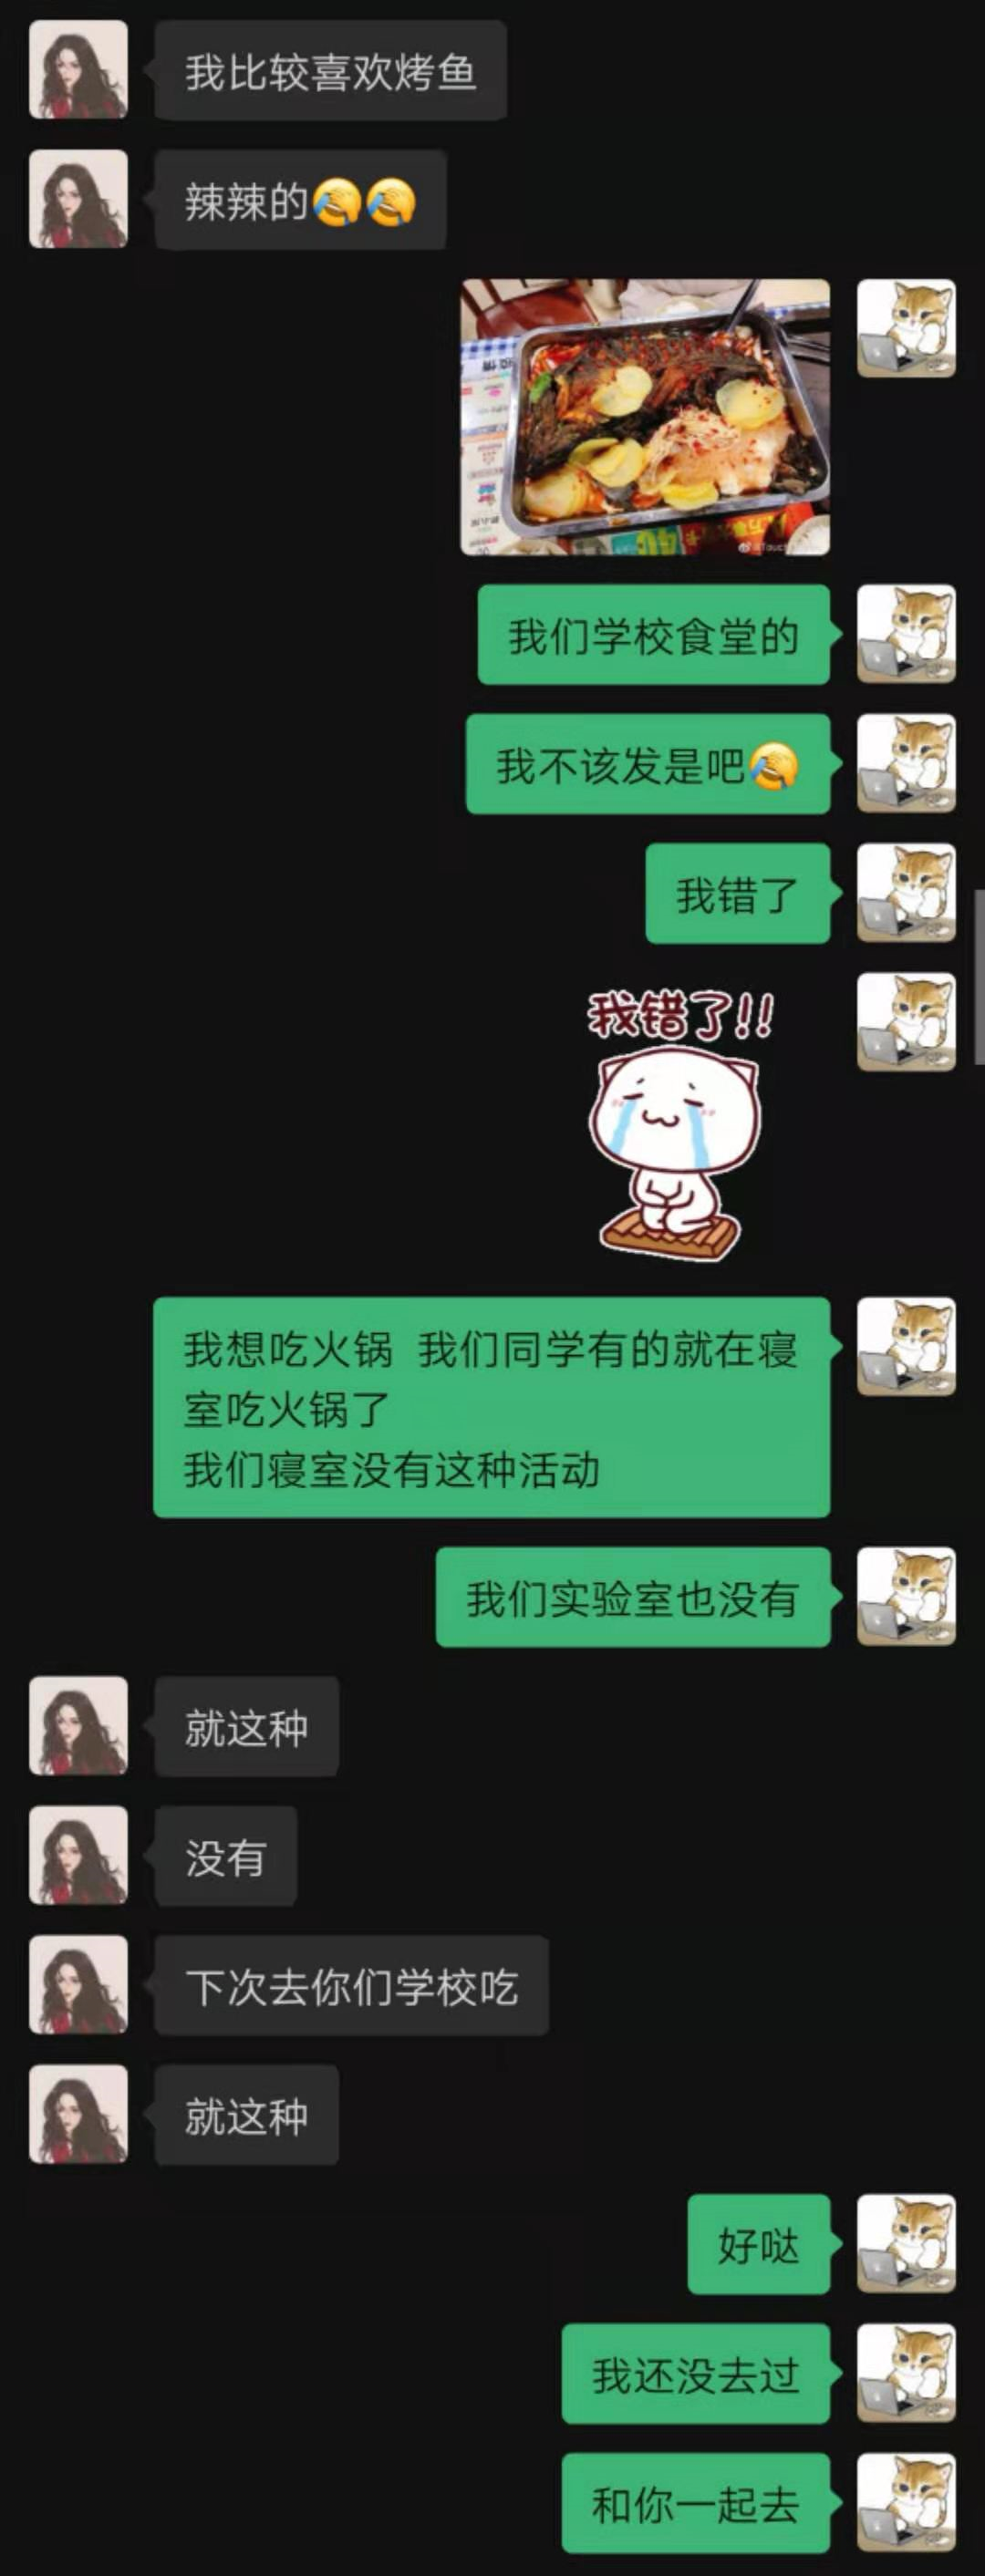 我比较喜欢烤鱼
辣辣的🤣🤣
我们学校食堂的
我不该发是吧🤣
我错了
我错了!!
我想吃火锅 我们同学有的就在寝
室吃火锅了
我们寝室没有这种活动
我们实验室也没有
就这种
没有
下次去你们学校吃
就这种
好哒
我还没去过
和你一起去